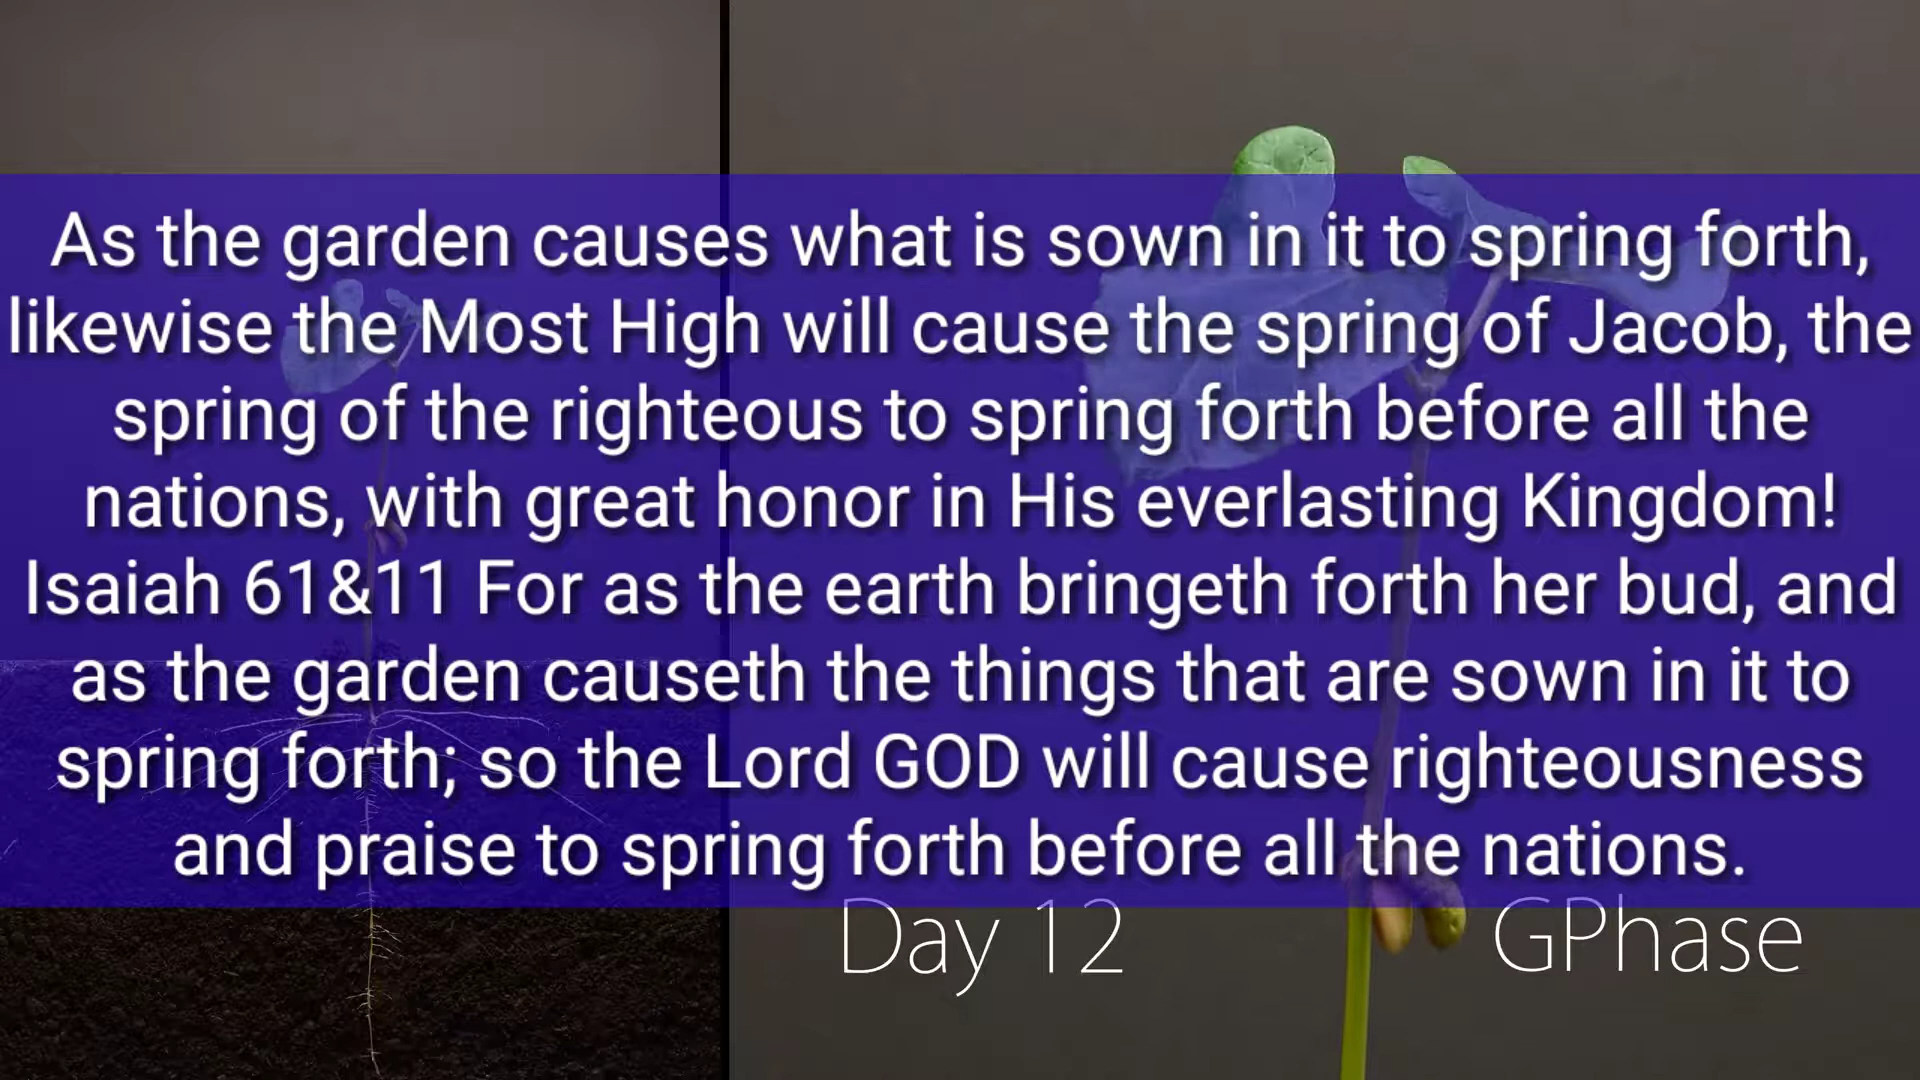 As the garden causes what is sown in it to spring forth,
likewise the Most High will cause the spring of Jacob, the
spring of the righteous to spring forth before all the
nations, with great honor in His everlasting Kingdom!
Isaiah 61&11 For as the earth bringeth forth her bud, and
as the garden causeth the things that are sown in it to
spring forth; so the Lord GOD will cause righteousness
and praise to spring forth before all the nations.
Day 12
GPhase